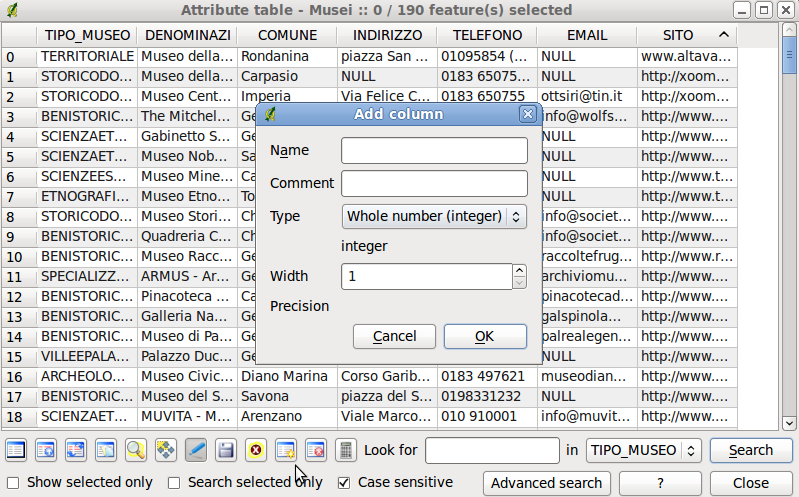 Attribute table - Musei :: 0 / 190 feature(s) selected
TIPO_MUSEO DENOMINAZI COMUNE INDIRIZZO TELEFONO EMAIL SITO
0 TERRITORIALE Museo della... Rondanina piazza San ... 01095854 (... NULL www.altava...
1 STORICODO... Museo della... Carpasio NULL 0183 65075... NULL http://xoom...
2 STORICODO... Museo Cent... Imperia Via Felice C... 0183 650755 ottsiri@tin.it http://xoom...
3 BENISTORIC... The Mitchel... Ge info@wolfs... http://www....
4 SCIENZAET... Gabinetto S... Ge NULL http://www....
5 SCIENZAET... Museo Nob... Sa NULL http://www....
6 SCIENZEES... Museo Mine... Ca NULL http://www.t...
7 ETNOGRAFI... Museo Etno... To NULL http://www.t...
8 STORICODO... Museo Stori... Ch info@societ... http://www....
9 BENISTORIC... Quadreria C... Ch info@societ... http://www....
10 BENISTORIC... Museo Racc... Ge raccoltefrug... http://www.r...
11 SPECIALIZZ... ARMUS - Ar... Ge archiviomu... http://www....
12 BENISTORIC... Pinacoteca ... Ca pinacotecad... http://www....
13 BENISTORIC... Galleria Na... Ge galspinola... http://www....
14 BENISTORIC... Museo di Pa... Ge palrealegen... http://www....
15 VILLEEPALA... Palazzo Duc... Ge NULL http://www....
16 ARCHEOLO... Museo Civic... Diano Marina Corso Garib... 0183 497621 museodian... http://www....
17 BENISTORIC... Museo del S... Savona piazza del S... 0198331232 NULL http://www....
18 SCIENZAET... MUVITA - M... Arenzano Viale Marco... 010 910001 info@muvit... http://www....
Add column
Name
Comment
Type Whole number (integer)
integer
Width 1
Precision
Cancel OK
Look for in TIPO_MUSEO Search
Show selected only Search selected only Case sensitive Advanced search ? Close